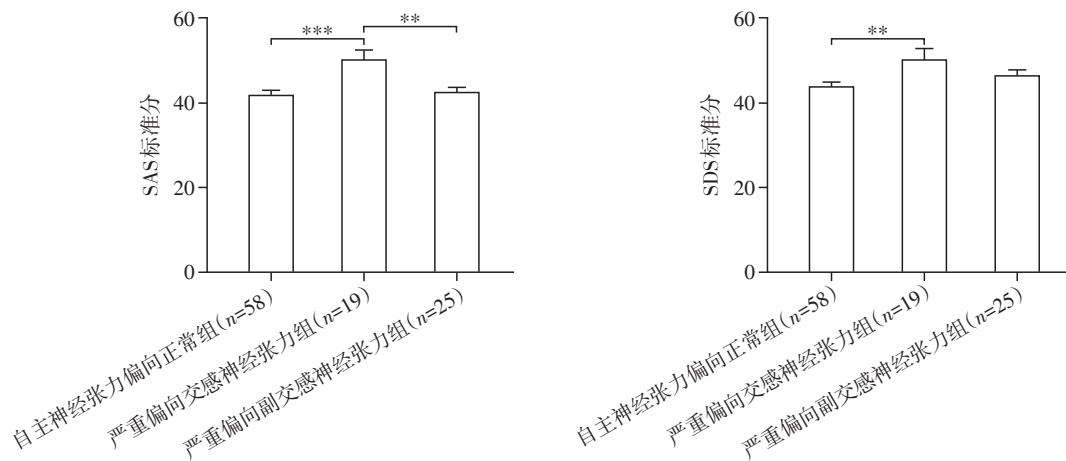 60
40
20
0
SAS标准分
***
**
自主神经张力偏向正常组(n=58)
严重偏向交感神经张力组(n=19)
严重偏向副交感神经张力组(n=25)
60
40
20
0
SDS标准分
**
自主神经张力偏向正常组(n=58)
严重偏向交感神经张力组(n=19)
严重偏向副交感神经张力组(n=25)